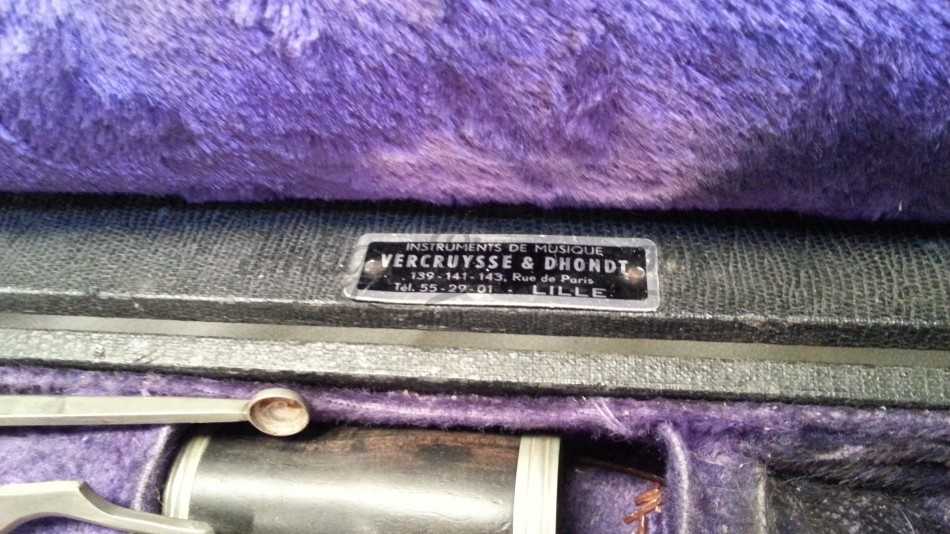 INSTRUMENTS DE MUSIQUE
VERCRUYSSE & DHONDT
139-141-143, Rue de Paris
Tél. 55-29-01 - LILLE